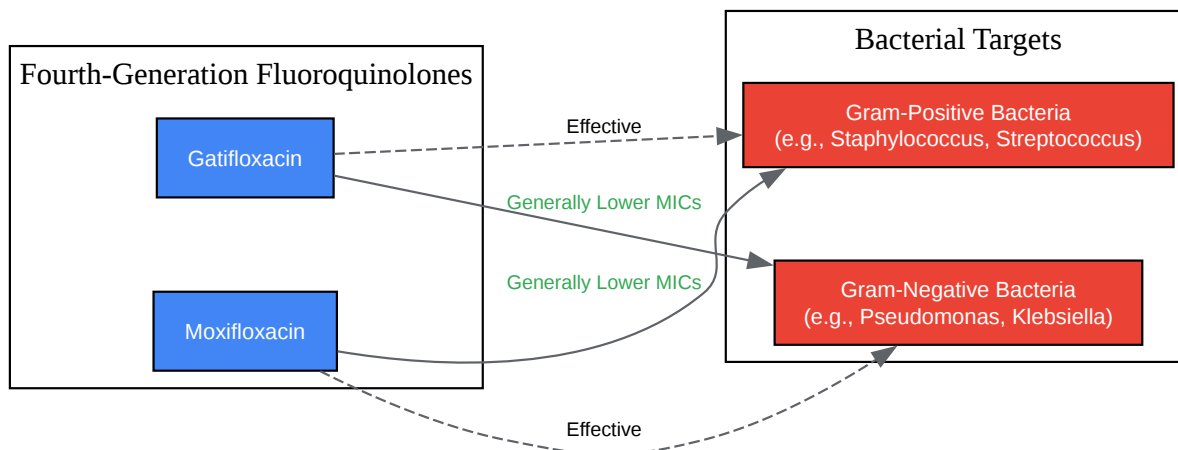 Fourth-Generation Fluoroquinolones
Gatifloxacin
Moxifloxacin
Effective
Generally Lower MICs
Generally Lower MICs
Effective
Bacterial Targets
Gram-Positive Bacteria
(e.g., Staphylococcus, Streptococcus)
Gram-Negative Bacteria
(e.g., Pseudomonas, Klebsiella)